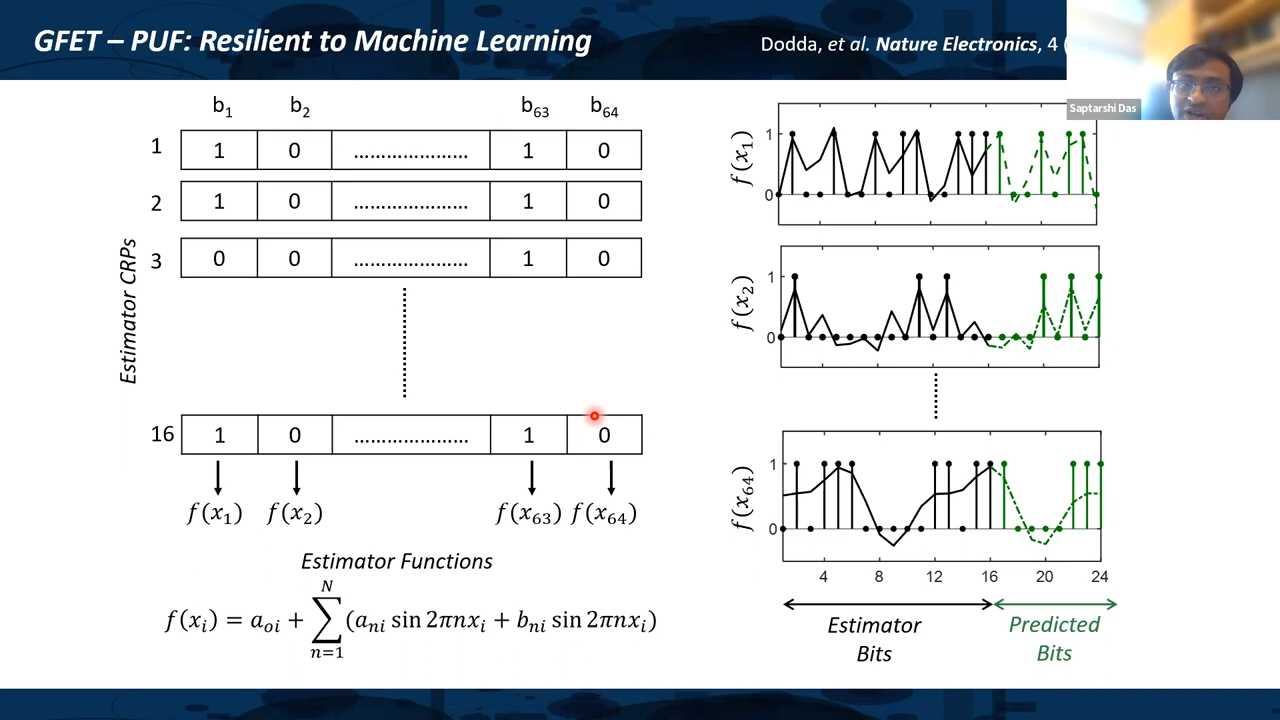 GFET – PUF: Resilient to Machine Learning
Dodda, et al. Nature Electronics, 4 (
Saptarshi Das
b1 b2 b63 b64
1 1 0 ..................... 1 0
2 1 0 ..................... 1 0
3 0 0 ..................... 1 0
Estimator CRPs
16 1 0 ..................... 1 0
f(x1) f(x2) f(x63) f(x64)
Estimator Functions
f(xi) = aoi + ∑ N n=1 (ani sin 2πnxi + bni sin 2πnxi)
f(x1)
1
0
f(x2)
1
0
f(x64)
1
0
4 8 12 16 20 24
Estimator Bits
Predicted Bits